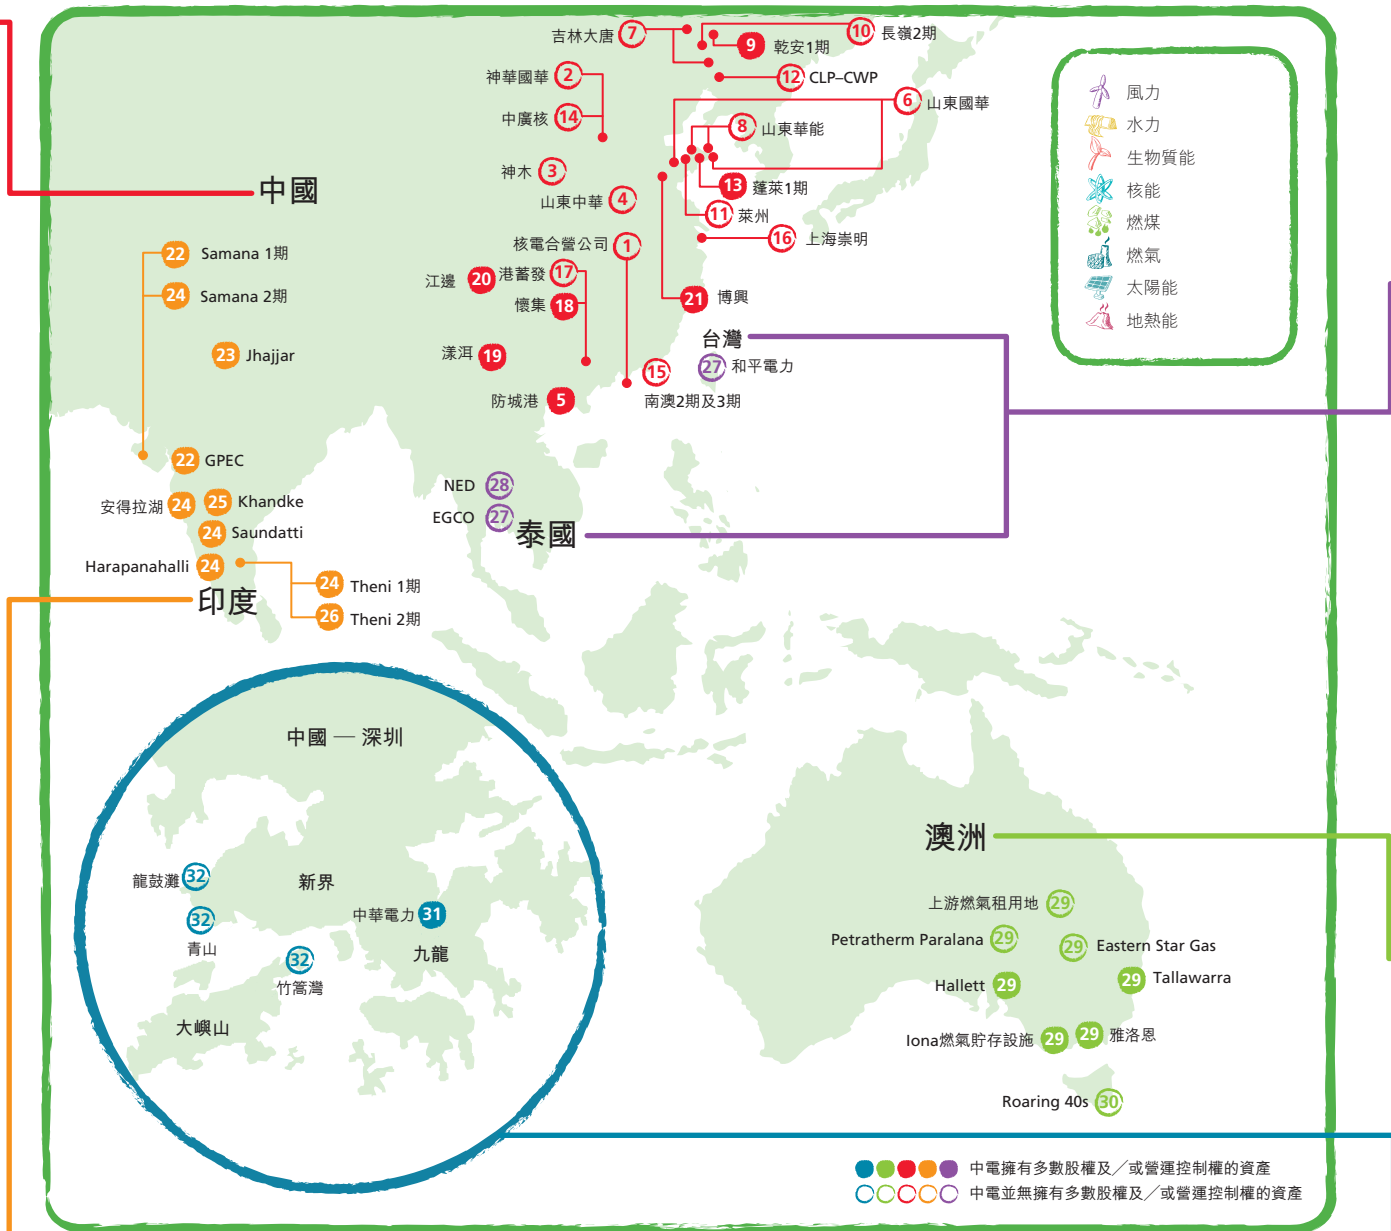 吉林大唐 7
9 乾安1期
10 長嶺2期
神華國華 2
12 CLP–CWP
6 山東國華
中廣核 14
8 山東華能
神木 3
13 蓬萊1期
山東中華 4
11 萊州
中國
核電合營公司 1
16 上海崇明
22 Samana 1期
江邊 20
港蓄發 17
24 Samana 2期
懷集 18
21 博興
台灣
23 Jhajjar
漾洱 19
15
南澳2期及3期
27 和平電力
防城港 5
22 GPEC
NED 28
安得拉湖 24
25 Khandke
EGCO 27
泰國
24 Saundatti
Harapanahalli 24
24 Theni 1期
印度
26 Theni 2期
風力
水力
生物質能
核能
燃煤
燃氣
太陽能
地熱能
中國 — 深圳
龍鼓灘 32
新界
32
青山
中華電力 31
九龍
32
竹篙灣
大嶼山
澳洲
上游燃氣租用地 29
Petratherm Paralana 29
29 Eastern Star Gas
Hallett 29
29 Tallawarra
Iona燃氣貯存設施 29
29 雅洛恩
Roaring 40s 30
中電擁有多數股權及╱或營運控制權的資產
中電並無擁有多數股權及╱或營運控制權的資產